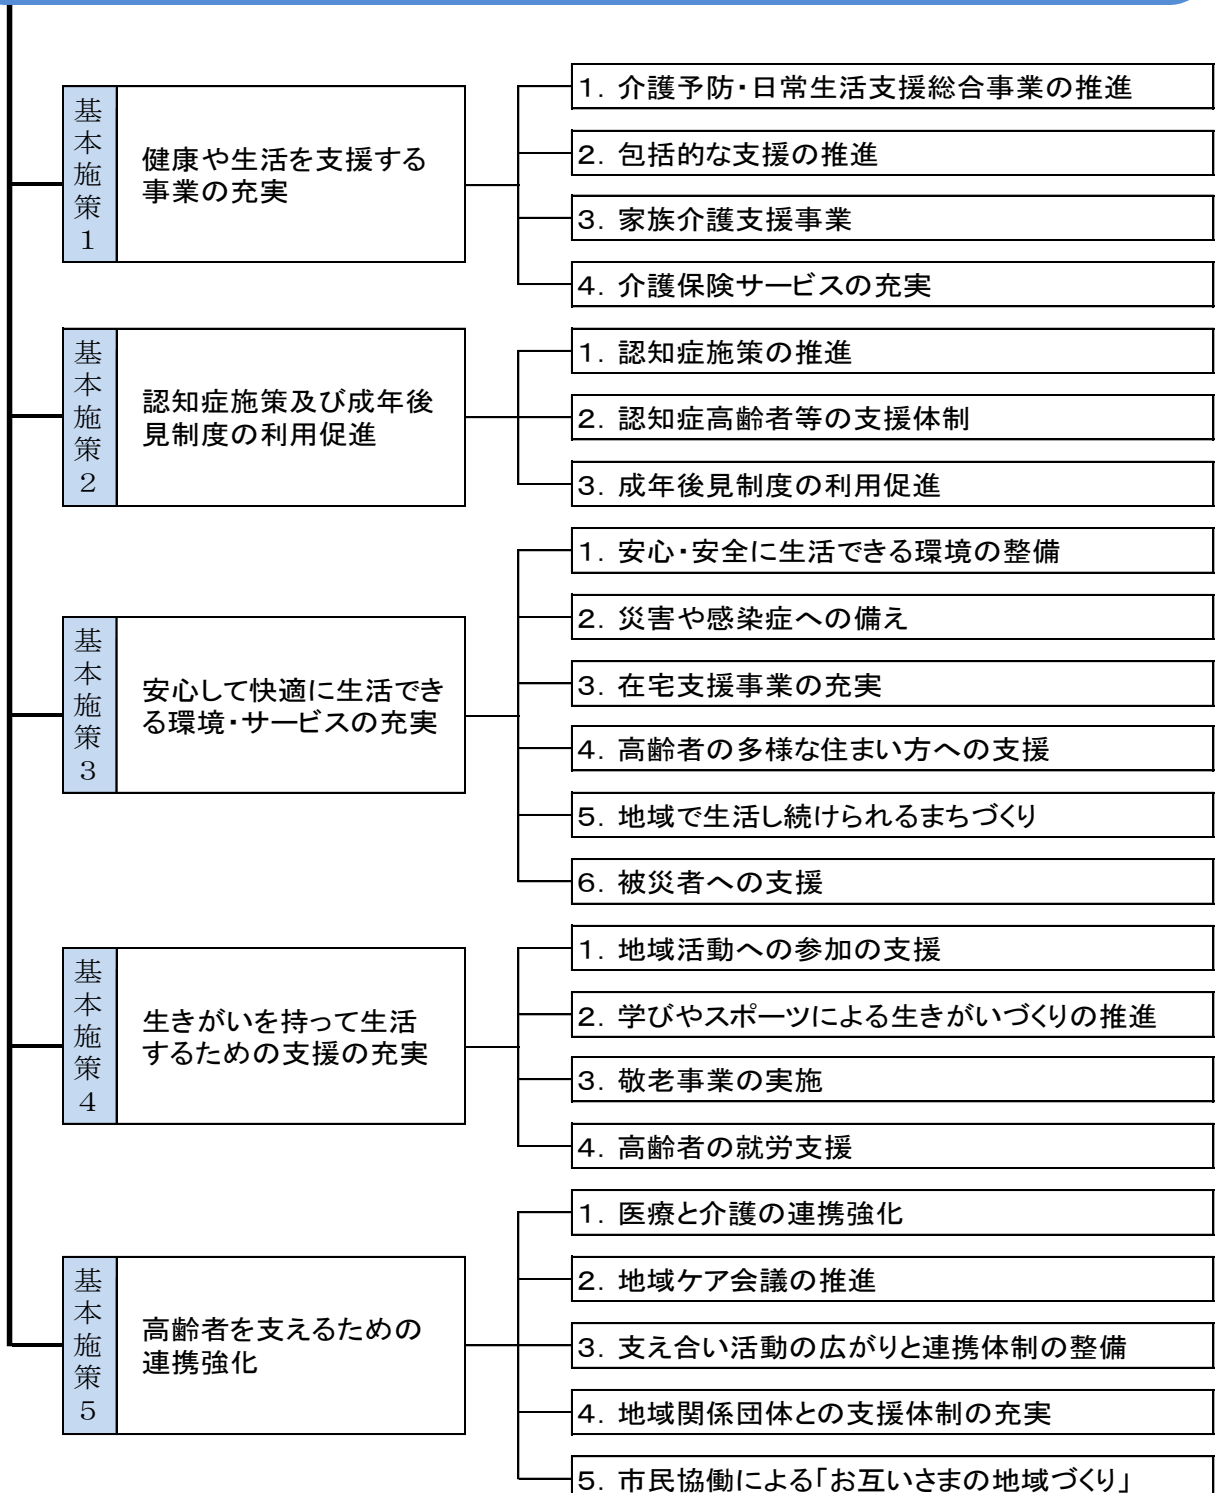 基本施策１
健康や生活を支援する
事業の充実
１．介護予防・日常生活支援総合事業の推進
２．包括的な支援の推進
３．家族介護支援事業
４．介護保険サービスの充実
基本施策２
認知症施策及び成年後
見制度の利用促進
１．認知症施策の推進
２．認知症高齢者等の支援体制
３．成年後見制度の利用促進
基本施策３
安心して快適に生活でき
る環境・サービスの充実
１．安心・安全に生活できる環境の整備
２．災害や感染症への備え
３．在宅支援事業の充実
４．高齢者の多様な住まい方への支援
５．地域で生活し続けられるまちづくり
６．被災者への支援
基本施策４
生きがいを持って生活
するための支援の充実
１．地域活動への参加の支援
２．学びやスポーツによる生きがいづくりの推進
３．敬老事業の実施
４．高齢者の就労支援
基本施策５
高齢者を支えるための
連携強化
１．医療と介護の連携強化
２．地域ケア会議の推進
３．支え合い活動の広がりと連携体制の整備
４．地域関係団体との支援体制の充実
５．市民協働による「お互いさまの地域づくり」